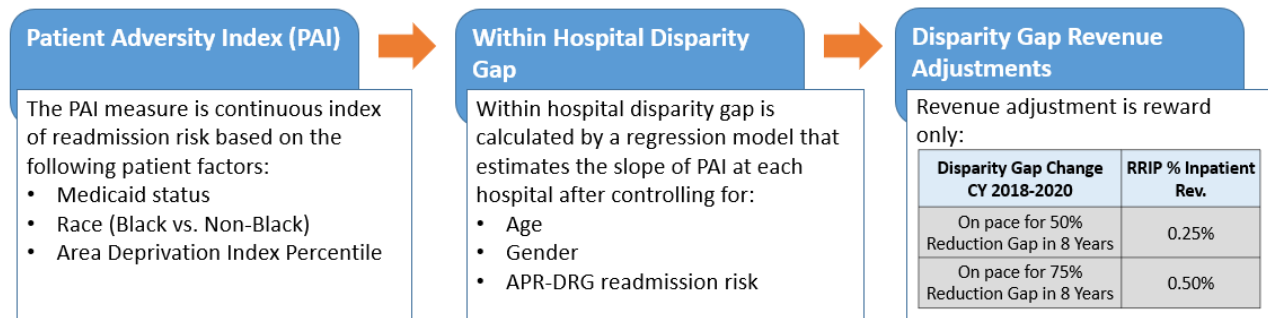 Patient Adversity Index (PAI)
The PAI measure is continuous index
of readmission risk based on the
following patient factors:
• Medicaid status
• Race (Black vs. Non-Black)
• Area Deprivation Index Percentile
Within Hospital Disparity
Gap
Within hospital disparity gap is
calculated by a regression model that
estimates the slope of PAI at each
hospital after controlling for:
• Age
• Gender
• APR-DRG readmission risk
Disparity Gap Revenue
Adjustments
Revenue adjustment is reward
only:
Disparity Gap Change
CY 2018-2020
RRIP % Inpatient
Rev.
On pace for 50%
Reduction Gap in 8 Years
0.25%
On pace for 75%
Reduction Gap in 8 Years
0.50%